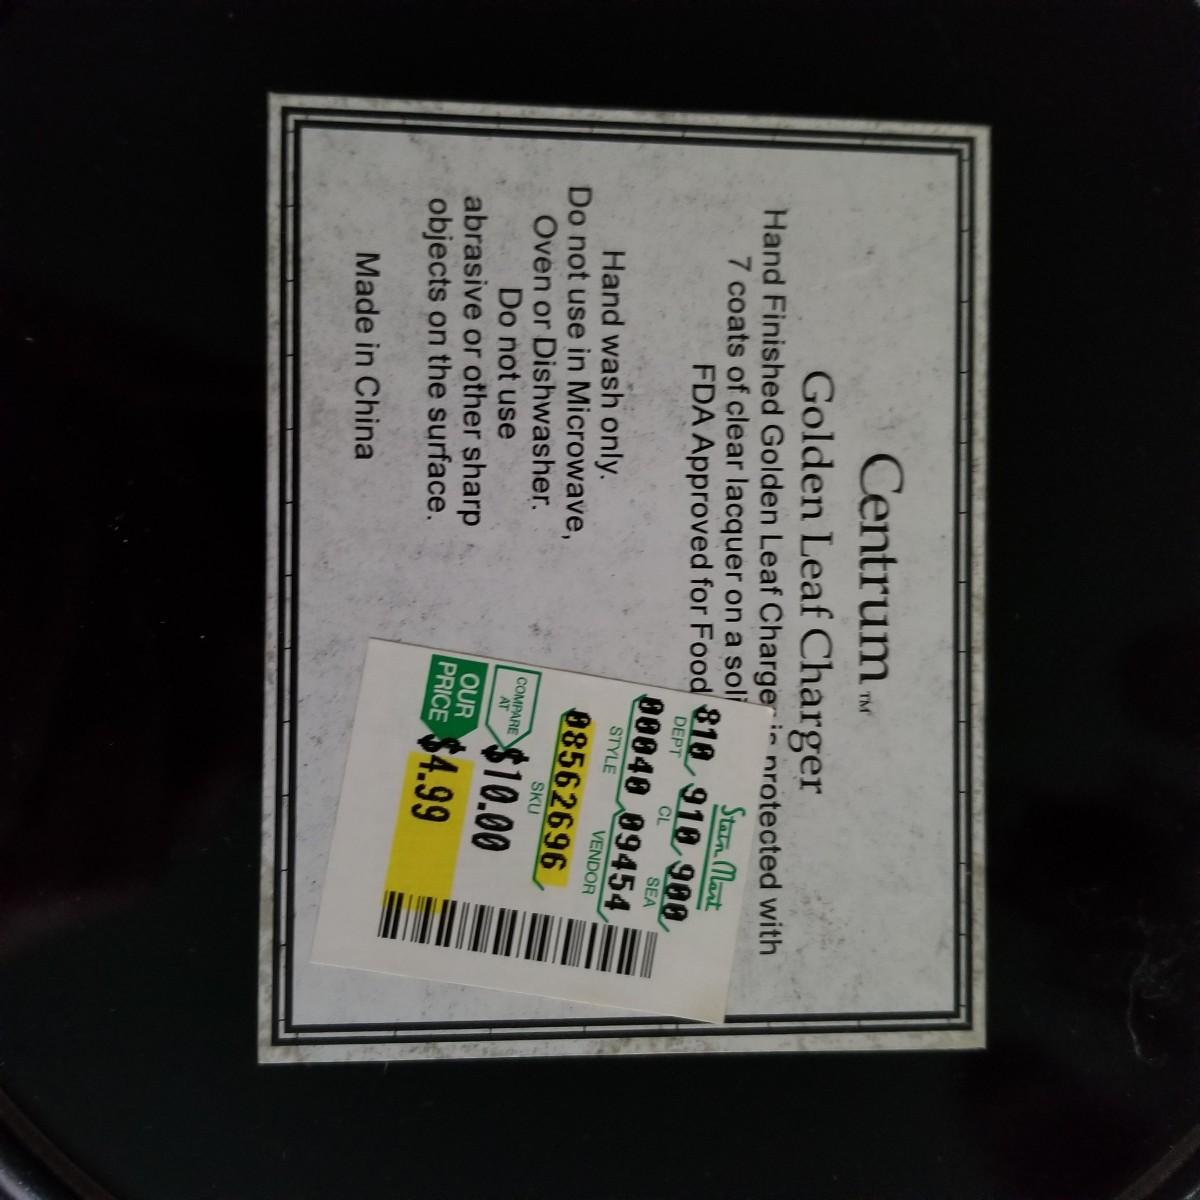 Centrum™
Golden Leaf Charger
Hand Finished Golden Leaf Charger is protected with
7 coats of clear lacquer on a
FDA Approved for Food
Hand wash only.
Do not use in Microwave,
Oven or Dishwasher.
Do not use
abrasive or other sharp
objects on the surface.
Made in China
Stein Mart
810 910 900
DEPT CL SEA
00040 09454
STYLE VENDOR
08562696
SKU
COMPARE AT $10.00
OUR PRICE $4.99